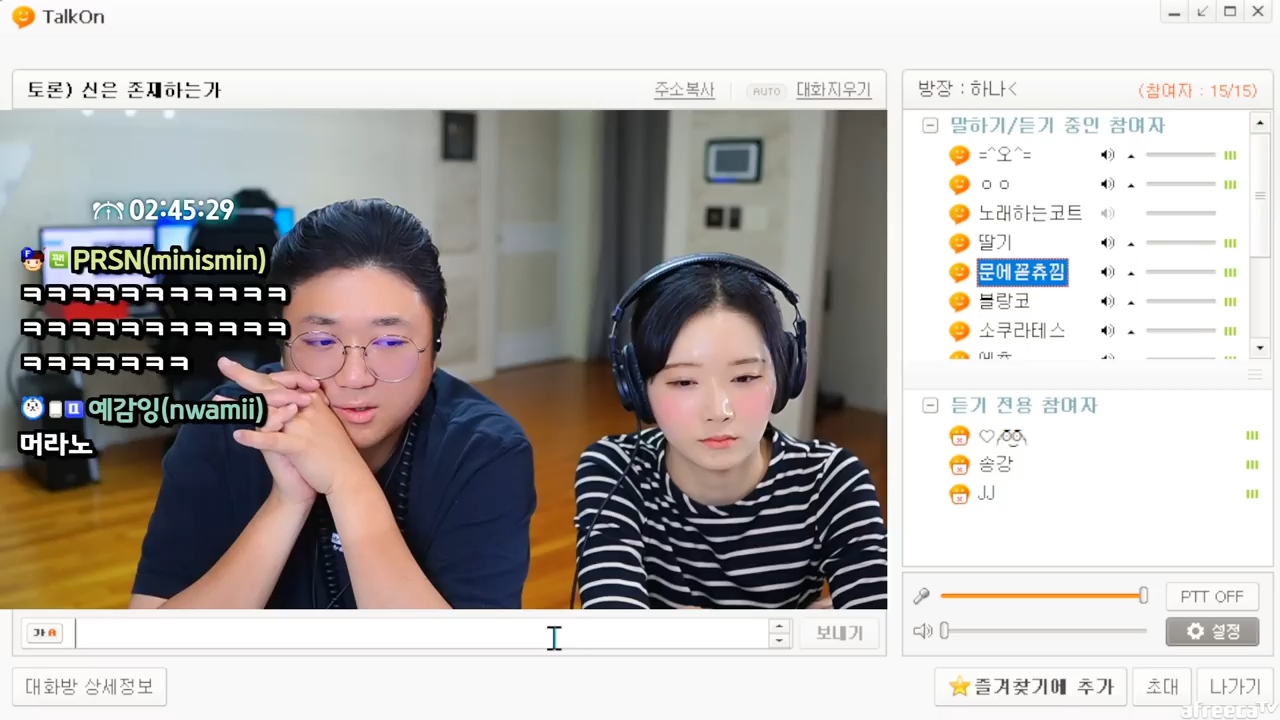 TalkOn
토론) 신은 존재하는가
주소복사
AUTO
대화지우기
02:45:29
팬 PRSN(minismin)
ㅋㅋㅋㅋㅋㅋㅋㅋㅋㅋㅋ
ㅋㅋㅋㅋㅋㅋㅋㅋㅋㅋㅋ
ㅋㅋㅋㅋㅋㅋㅋ
예감잉(nwamii)
머라노
가A
보내기
대화방 상세정보
방장 : 하나<
(참여자 : 15/15)
말하기/듣기 중인 참여자
=^오^=
ㅇㅇ
노래하는코트
딸기
문에꼳츄낌
블랑코
소쿠라테스
듣기 전용 참여자
송강
JJ
PTT OFF
설정
즐겨찾기에 추가
초대
나가기
afreecaTV